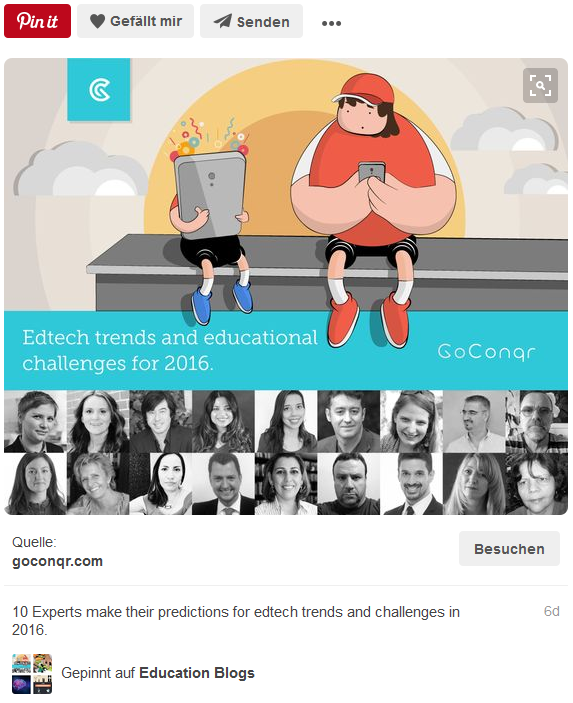 Pin it
Gefällt mir
Senden
Edtech trends and educational
challenges for 2016.
GoConqr
Quelle:
goconqr.com
Besuchen
10 Experts make their predictions for edtech trends and challenges in
2016.
6d
Gepinnt auf Education Blogs